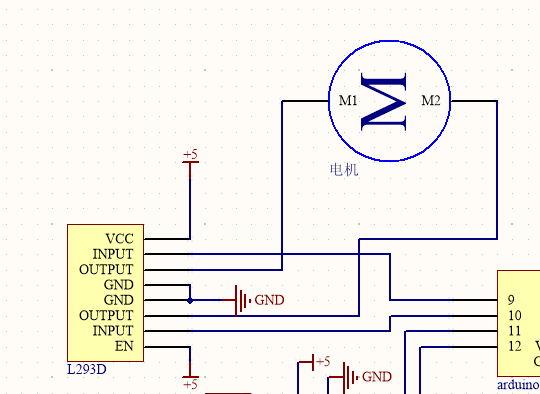 M
M1
M2
电机
+5
VCC
INPUT
OUTPUT
GND
GND
OUTPUT
INPUT
EN
L293D
GND
+5
+5
GND
9
10
11
12
arduino